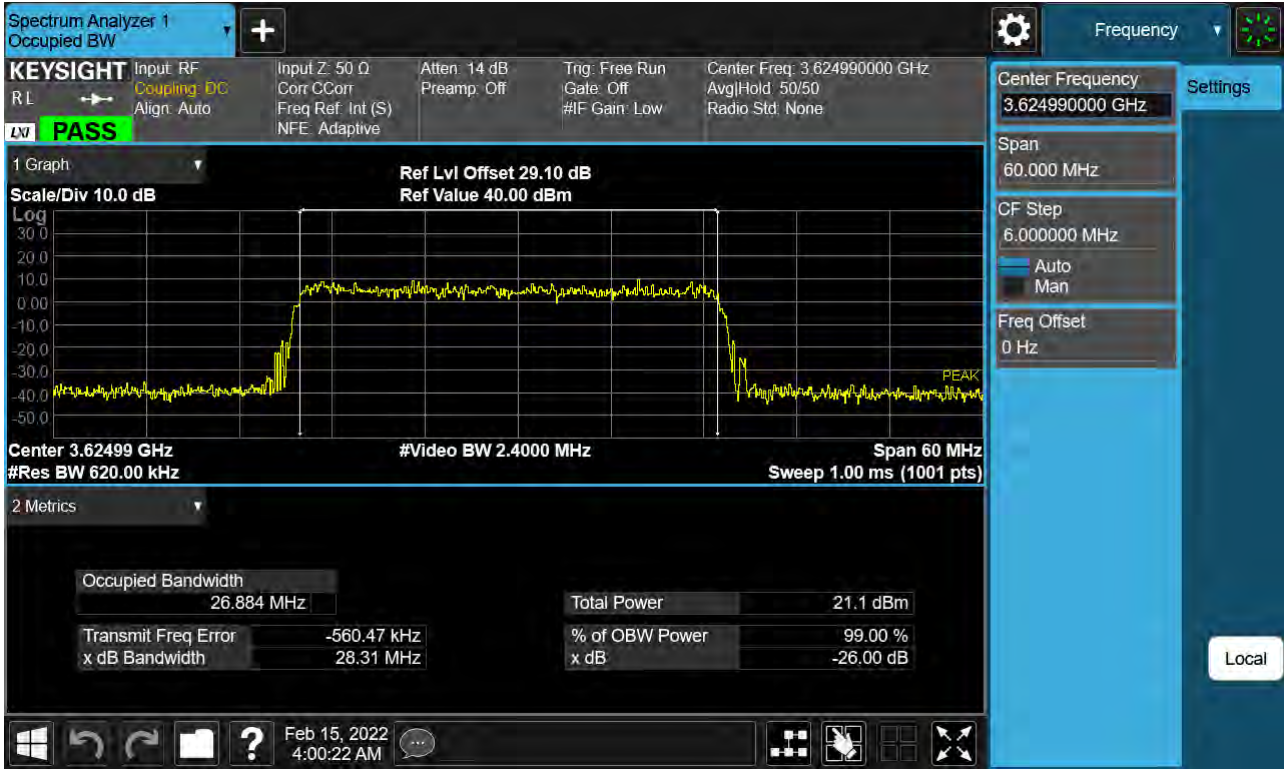 Spectrum Analyzer 1
Occupied BW
Frequency
KEYSIGHT
R L
LXI PASS
Input: RF
Coupling: DC
Align: Auto
Input Z: 50 Ω
Corr CCorr
Freq Ref: Int (S)
NFE: Adaptive
Atten: 14 dB
Preamp: Off
Trig: Free Run
Gate: Off
#IF Gain: Low
Center Freq: 3.624990000 GHz
Avg|Hold: 50/50
Radio Std: None
Center Frequency
3.624990000 GHz
Settings
Span
60.000 MHz
CF Step
6.000000 MHz
Auto
Man
Freq Offset
0 Hz
Local
1 Graph
Scale/Div 10.0 dB
Ref Lvl Offset 29.10 dB
Ref Value 40.00 dBm
Log
30.0
20.0
10.0
0.00
-10.0
-20.0
-30.0
-40.0
-50.0
PEAK
Center 3.62499 GHz
#Video BW 2.4000 MHz
Span 60 MHz
#Res BW 620.00 kHz
Sweep 1.00 ms (1001 pts)
2 Metrics
Occupied Bandwidth
26.884 MHz
Total Power 21.1 dBm
Transmit Freq Error -560.47 kHz
% of OBW Power 99.00 %
x dB Bandwidth 28.31 MHz
x dB -26.00 dB
Feb 15, 2022
4:00:22 AM